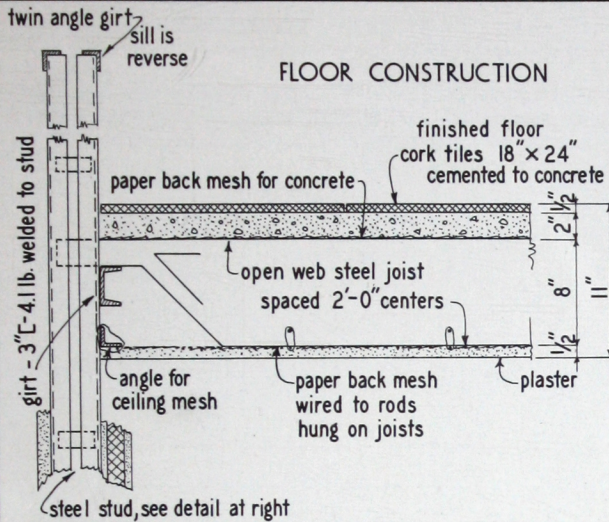 twin angle girt
sill is
reverse
FLOOR CONSTRUCTION
finished floor
cork tiles 18"×24"
cemented to concrete
paper back mesh for concrete
girt - 3"[-4.1 lb. welded to stud
open web steel joist
spaced 2'-0" centers
1/2"
2"
8"
1/2"
11"
angle for
ceiling mesh
paper back mesh
wired to rods
hung on joists
plaster
steel stud, see detail at right